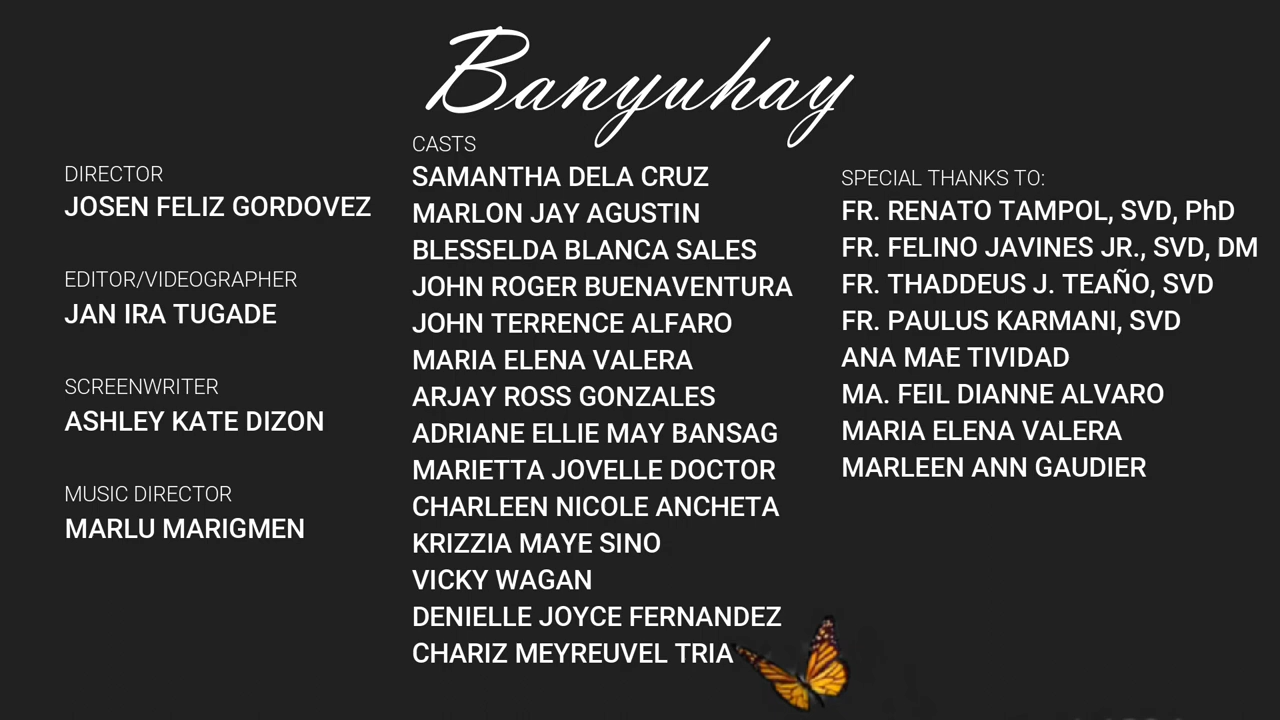 Banyuhay
DIRECTOR
JOSEN FELIZ GORDOVEZ
EDITOR/VIDEOGRAPHER
JAN IRA TUGADE
SCREENWRITER
ASHLEY KATE DIZON
MUSIC DIRECTOR
MARLU MARIGMEN
CASTS
SAMANTHA DELA CRUZ
MARLON JAY AGUSTIN
BLESSELDA BLANCA SALES
JOHN ROGER BUENAVENTURA
JOHN TERRENCE ALFARO
MARIA ELENA VALERA
ARJAY ROSS GONZALES
ADRIANE ELLIE MAY BANSAG
MARIETTA JOVELLE DOCTOR
CHARLEEN NICOLE ANCHETA
KRIZZIA MAYE SINO
VICKY WAGAN
DENIELLE JOYCE FERNANDEZ
CHARIZ MEYREUVEL TRIA
SPECIAL THANKS TO:
FR. RENATO TAMPOL, SVD, PhD
FR. FELINO JAVINES JR., SVD, DM
FR. THADDEUS J. TEAÑO, SVD
FR. PAULUS KARMANI, SVD
ANA MAE TIVIDAD
MA. FEIL DIANNE ALVARO
MARIA ELENA VALERA
MARLEEN ANN GAUDIER